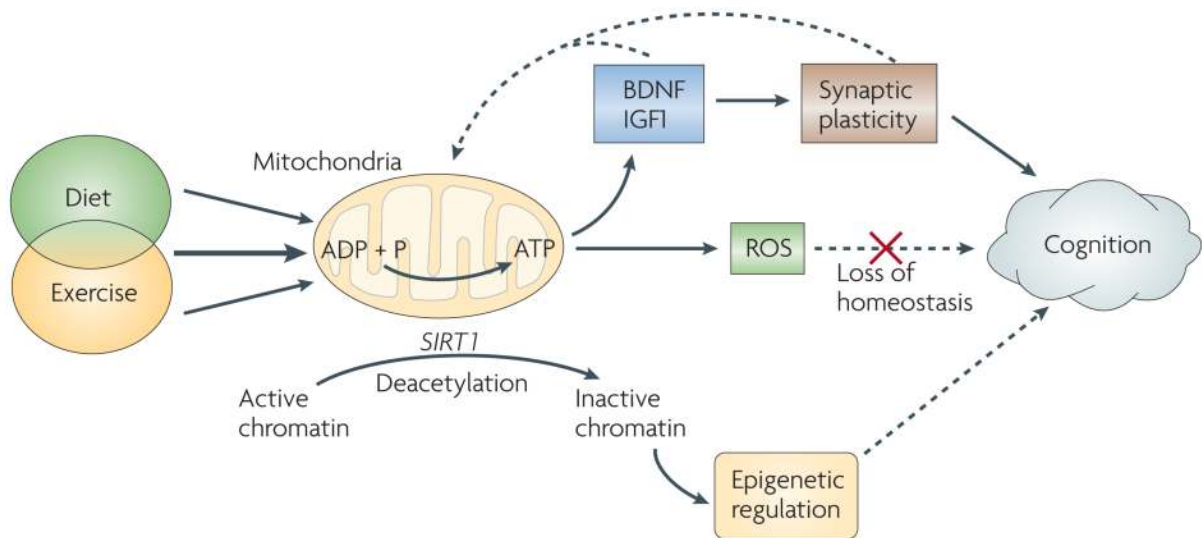 BDNF
IGF1
Synaptic
plasticity
Mitochondria
Diet
ADP + P
ATP
ROS
Cognition
Exercise
Loss of
homeostasis
SIRT1
Deacetylation
Active
chromatin
Inactive
chromatin
Epigenetic
regulation